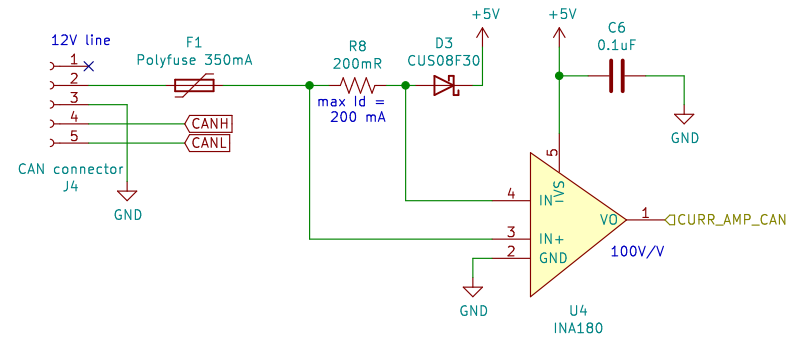 12V line
1
2
3
4
5
CAN connector
J4
F1
Polyfuse 350mA
CANH
CANL
GND
R8
200mR
max Id =
200 mA
D3
CUS08F30
+5V
+5V
C6
0.1uF
GND
5
VS
4
IN-
3
IN+
2
GND
GND
VO
1
CURR_AMP_CAN
100V/V
U4
INA180